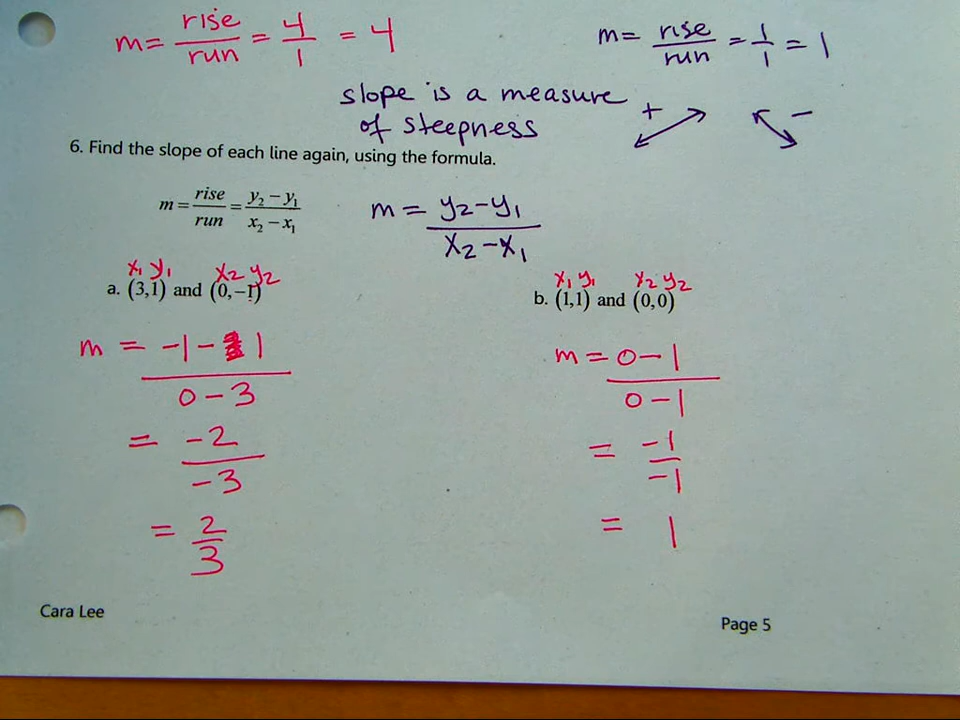 m = rise/run = 4/1 = 4
m = rise/run = 1/1 = 1
slope is a measure
of steepness
+ −
6. Find the slope of each line again, using the formula.
m = rise/run = (y₂ − y₁)/(x₂ − x₁)
m = (y₂ − y₁)/(x₂ − x₁)
x₁ y₁ x₂ y₂
a. (3,1) and (0,−1)
m = (−1 − 1)/(0 − 3)
= −2/−3
= 2/3
x₁ y₁ x₂ y₂
b. (1,1) and (0,0)
m = (0 − 1)/(0 − 1)
= −1/−1
= 1
Cara Lee
Page 5